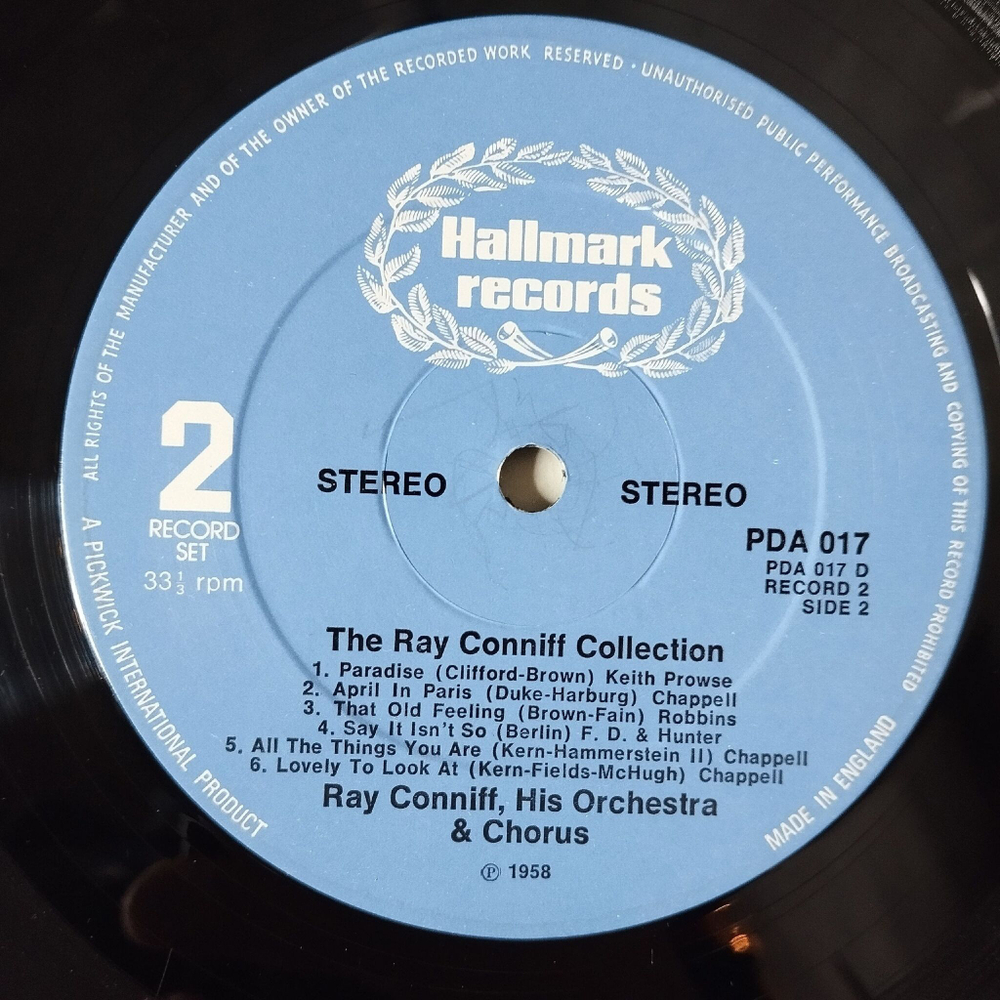 ALL RIGHTS OF THE MANUFACTURER AND OF THE OWNER OF THE RECORDED WORK RESERVED · UNAUTHORISED PUBLIC PERFORMANCE BROADCASTING AND COPYING OF THIS RECORD PROHIBITED
Hallmark
records
2
RECORD
SET
33⅓ rpm
STEREO
STEREO
PDA 017
PDA 017 D
RECORD 2
SIDE 2
The Ray Conniff Collection
1. Paradise (Clifford-Brown) Keith Prowse
2. April In Paris (Duke-Harburg) Chappell
3. That Old Feeling (Brown-Fain) Robbins
4. Say It Isn't So (Berlin) F. D. & Hunter
5. All The Things You Are (Kern-Hammerstein II) Chappell
6. Lovely To Look At (Kern-Fields-McHugh) Chappell
Ray Conniff, His Orchestra
& Chorus
℗ 1958
A PICKWICK INTERNATIONAL PRODUCT
MADE IN ENGLAND